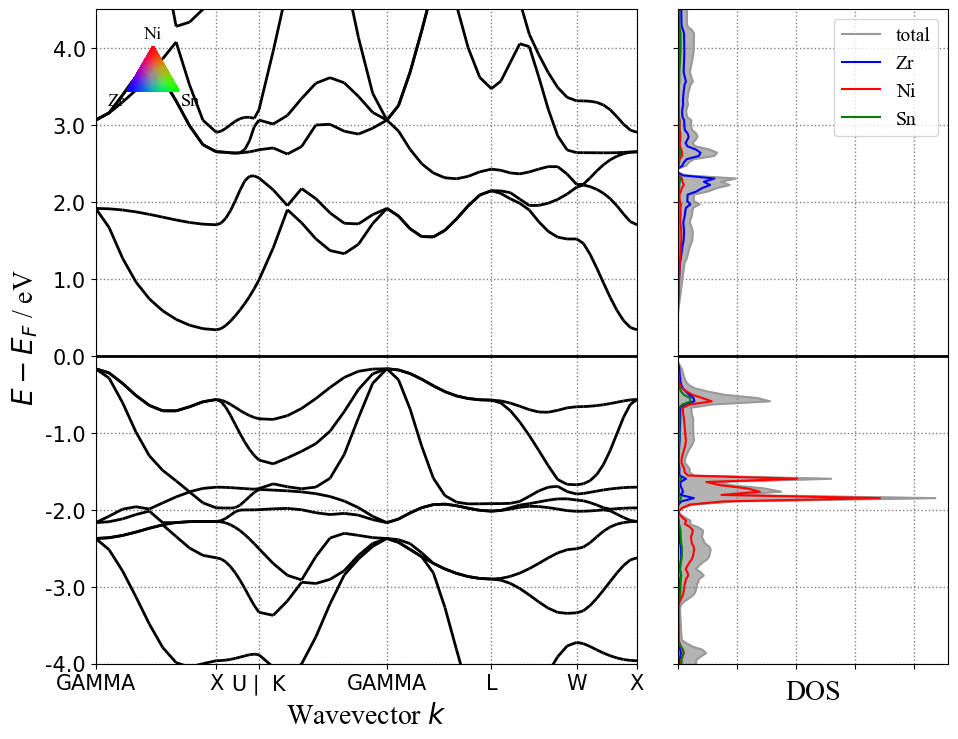 4.0
3.0
2.0
1.0
0.0
-1.0
-2.0
-3.0
-4.0
E − E_F / eV
Ni
Zr
Sn
GAMMA X U | K GAMMA L W X
Wavevector k
total
Zr
Ni
Sn
DOS